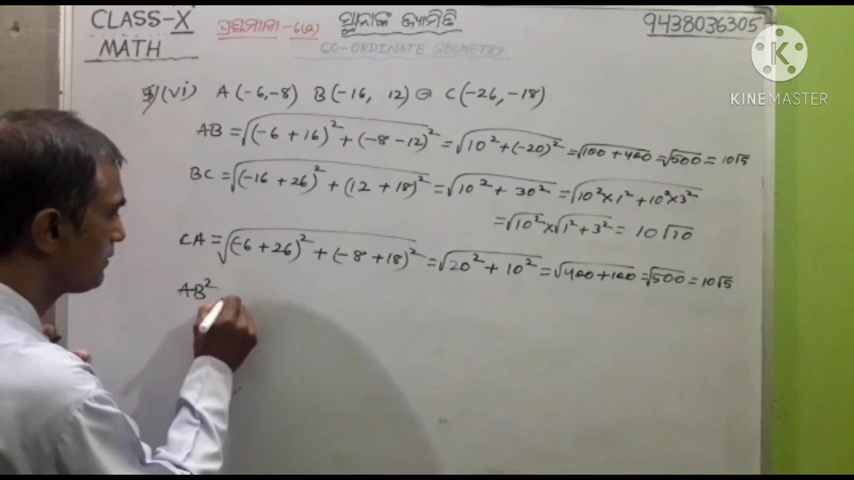 CLASS-X ପ୍ରଶ୍ନମାଳା-6(a) ସ୍ଥାନାଙ୍କ ଜ୍ୟାମିତି 9438036305
MATH CO-ORDINATE GEOMETRY
K
KINEMASTER
(vi) A(-6,-8) B(-16, 12) ଓ C(-26, -18)
AB = √(-6+16)² + (-8-12)² = √10² + (-20)² = √100+400 = √500 = 10√5
BC = √(-16+26)² + (12+18)² = √10² + 30² = √10²×1² + 10²×3²
= √10² × √1²+3² = 10√10
CA = √(-6+26)² + (-8+18)² = √20² + 10² = √400+100 = √500 = 10√5
AB²